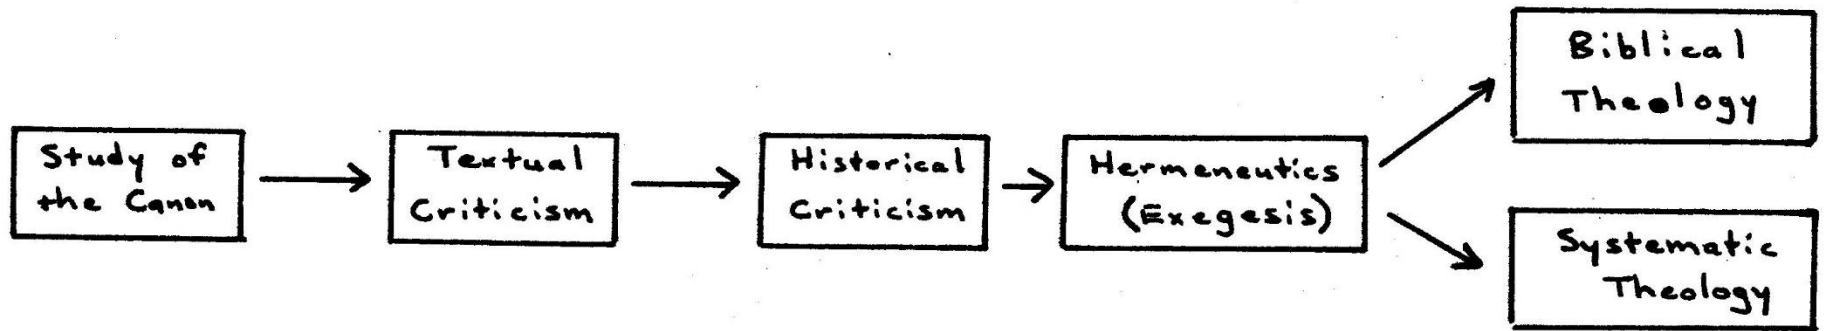 Study of
the Canon
Textual
Criticism
Historical
Criticism
Hermeneutics
(Exegesis)
Biblical
Theology
Systematic
Theology